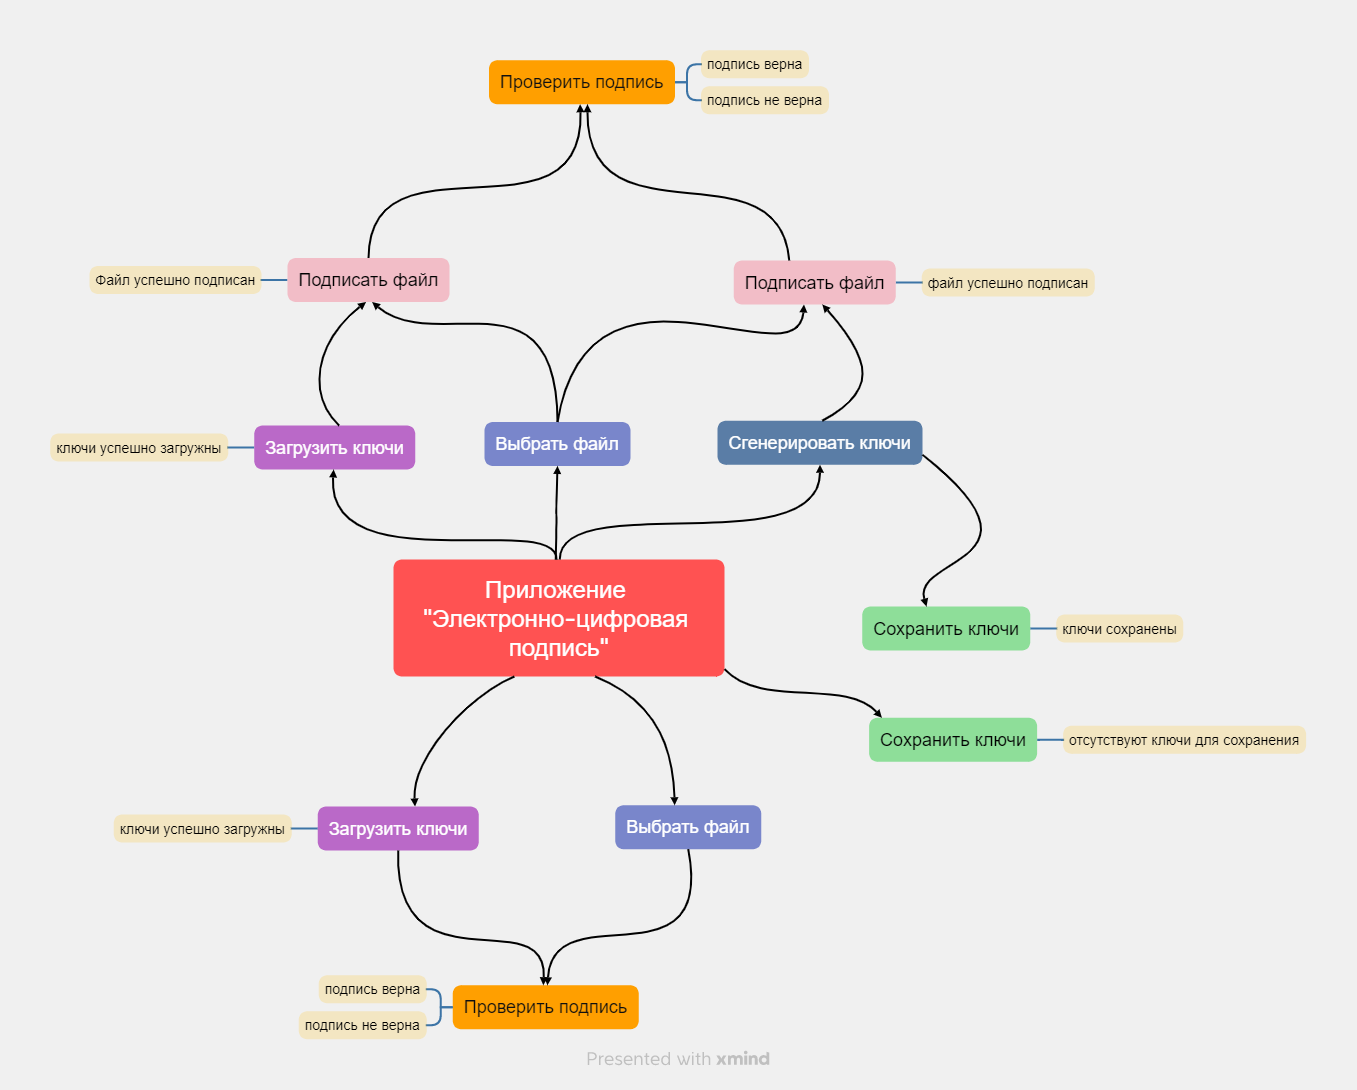 Проверить подпись
подпись верна
подпись не верна
Файл успешно подписан
Подписать файл
Подписать файл
файл успешно подписан
ключи успешно загружны
Загрузить ключи
Выбрать файл
Сгенерировать ключи
Приложение
"Электронно-цифровая
подпись"
Сохранить ключи
ключи сохранены
Сохранить ключи
отсутствуют ключи для сохранения
ключи успешно загружны
Загрузить ключи
Выбрать файл
подпись верна
подпись не верна
Проверить подпись
Presented with xmind